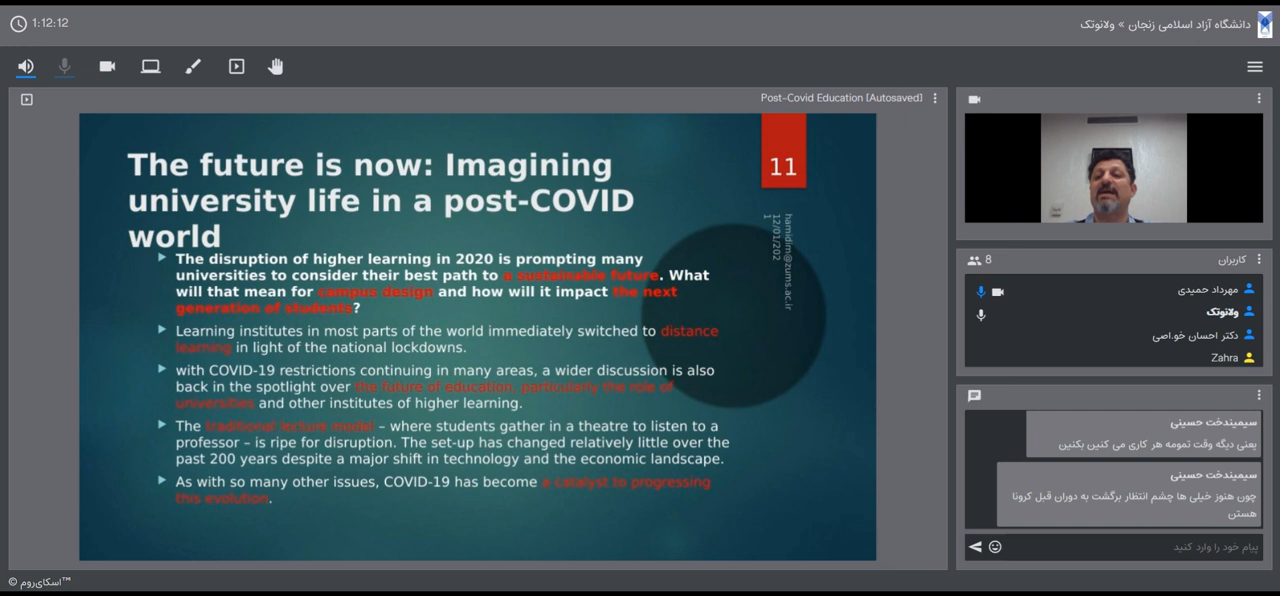 1:12:12
دانشگاه آزاد اسلامی زنجان » ولانوتک
Post-Covid Education [Autosaved]
The future is now: Imagining
university life in a post-COVID
world
11
hamidim@zums.ac.ir
12/01/202
1
The disruption of higher learning in 2020 is prompting many
universities to consider their best path to a sustainable future. What
will that mean for campus design and how will it impact the next
generation of students?
Learning institutes in most parts of the world immediately switched to distance
learning in light of the national lockdowns.
with COVID-19 restrictions continuing in many areas, a wider discussion is also
back in the spotlight over the future of education, particularly the role of
universities and other institutes of higher learning.
The traditional lecture model – where students gather in a theatre to listen to a
professor – is ripe for disruption. The set-up has changed relatively little over the
past 200 years despite a major shift in technology and the economic landscape.
As with so many other issues, COVID-19 has become a catalyst to progressing
this evolution.
8
کاربران
مهرداد حمیدی
ولانوتک
دکتر احسان خو.اصی
Zahra
سیمیندخت حسینی
یعنی دیگه وقت تمومه هر کاری می کنین بکنین
سیمیندخت حسینی
چون هنوز خیلی ها چشم انتظار برگشت به دوران قبل کرونا
هستن
پیام خود را وارد کنید
© اسکای‌روم™